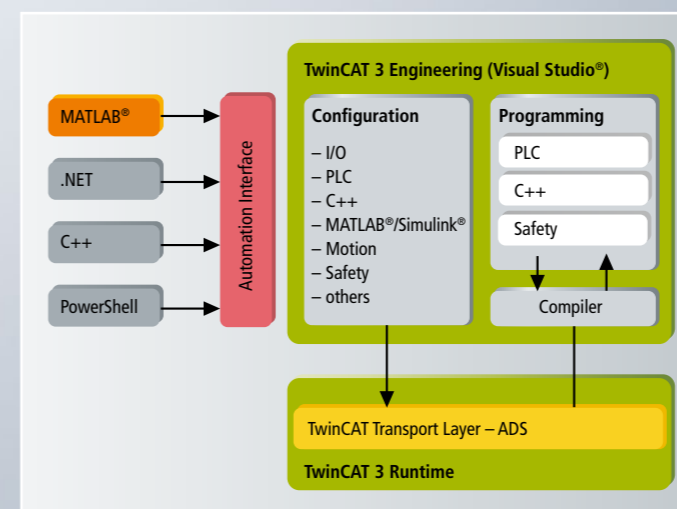 TwinCAT 3 Engineering (Visual Studio®)
MATLAB®
.NET
C++
PowerShell
Automation Interface
Configuration
– I/O
– PLC
– C++
– MATLAB®/Simulink®
– Motion
– Safety
– others
Programming
PLC
C++
Safety
Compiler
TwinCAT Transport Layer – ADS
TwinCAT 3 Runtime